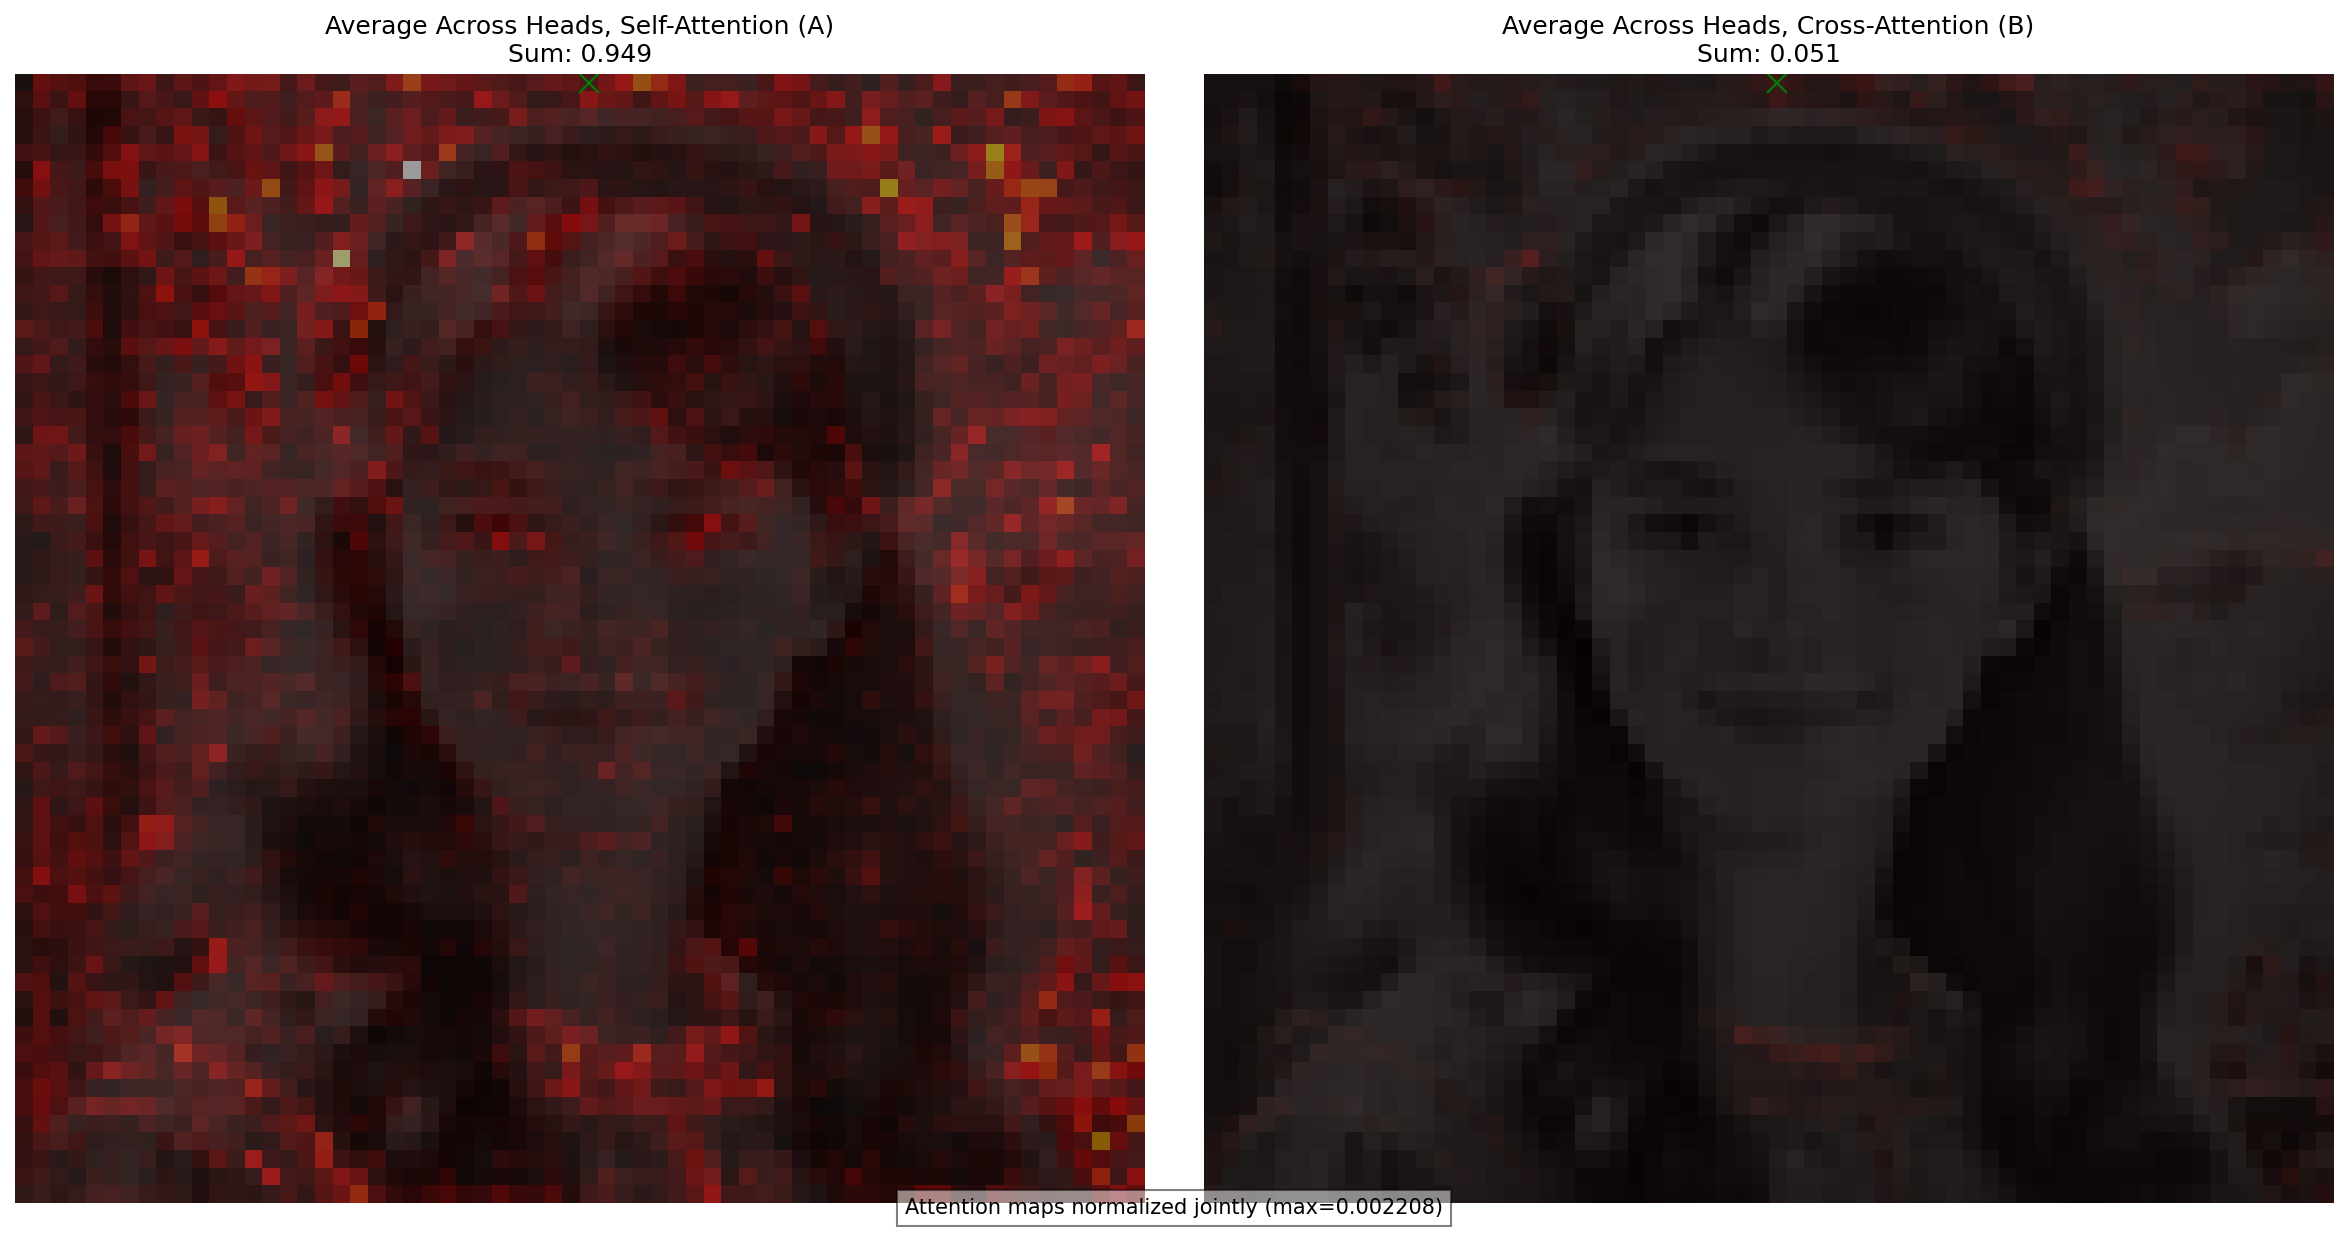 Average Across Heads, Self-Attention (A)
Sum: 0.949
Average Across Heads, Cross-Attention (B)
Sum: 0.051
Attention maps normalized jointly (max=0.002208)